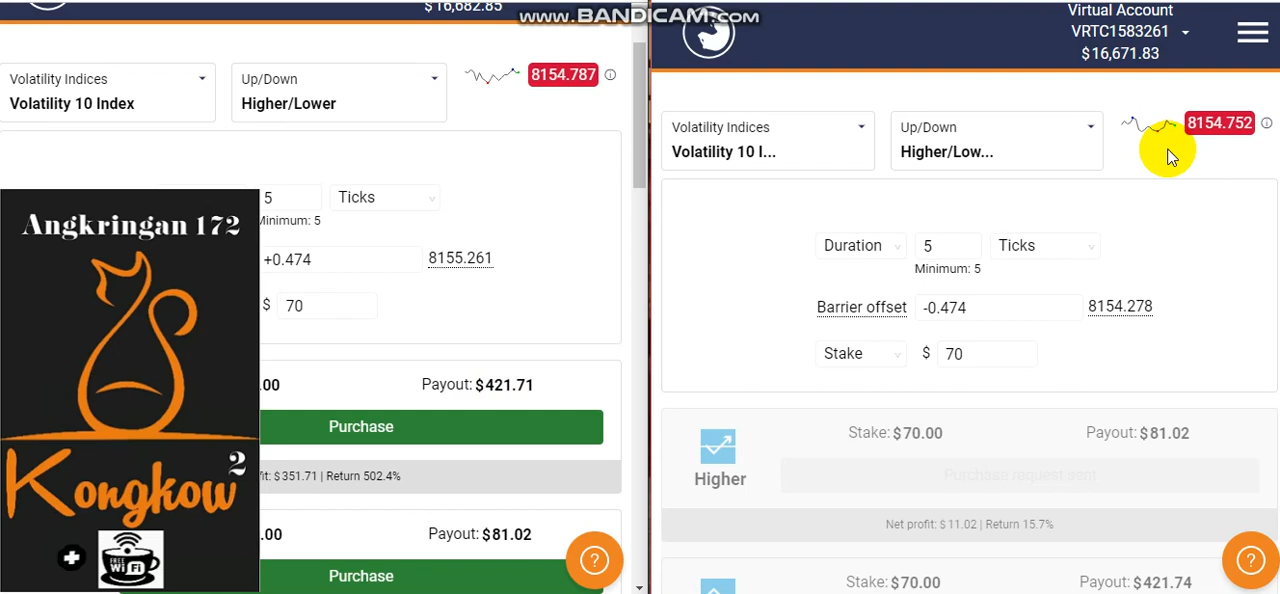 www.BANDICAM.com
$16,682.85
Volatility Indices
Volatility 10 Index
Up/Down
Higher/Lower
8154.787
5
Ticks
Minimum: 5
+0.474
8155.261
$ 70
.00
Payout: $421.71
Purchase
fit: $351.71 | Return 502.4%
.00
Payout: $81.02
Purchase
?
Angkringan 172
Kongkow 2
+
FREE
WiFi
Virtual Account
VRTC1583261
$16,671.83
Volatility Indices
Volatility 10 I...
Up/Down
Higher/Low...
8154.752
Duration
5
Ticks
Minimum: 5
Barrier offset
-0.474
8154.278
Stake
$ 70
Higher
Stake: $70.00
Payout: $81.02
Purchase request sent
Net profit: $11.02 | Return 15.7%
Stake: $70.00
Payout: $421.74
?